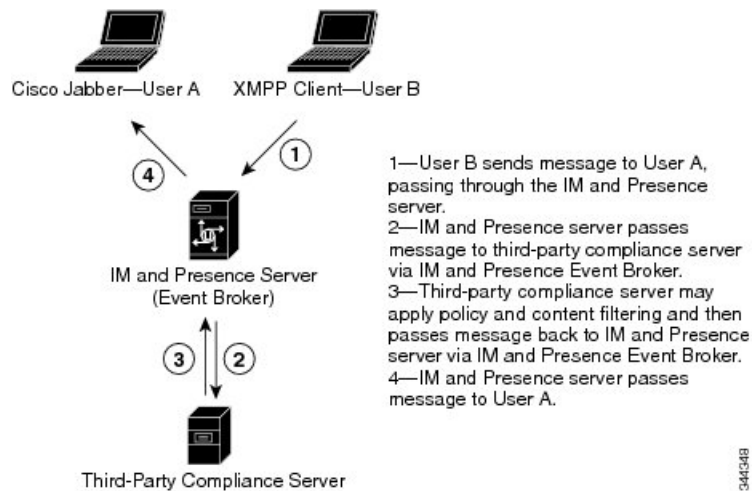 Cisco Jabber—User A
XMPP Client—User B
1
4
1—User B sends message to User A,
passing through the IM and Presence
server.
2—IM and Presence server passes
message to third-party compliance server
via IM and Presence Event Broker.
3—Third-party compliance server may
apply policy and content filtering and then
passes message back to IM and Presence
server via IM and Presence Event Broker.
4—IM and Presence server passes
message to User A.
IM and Presence Server
(Event Broker)
3
2
Third-Party Compliance Server
344348